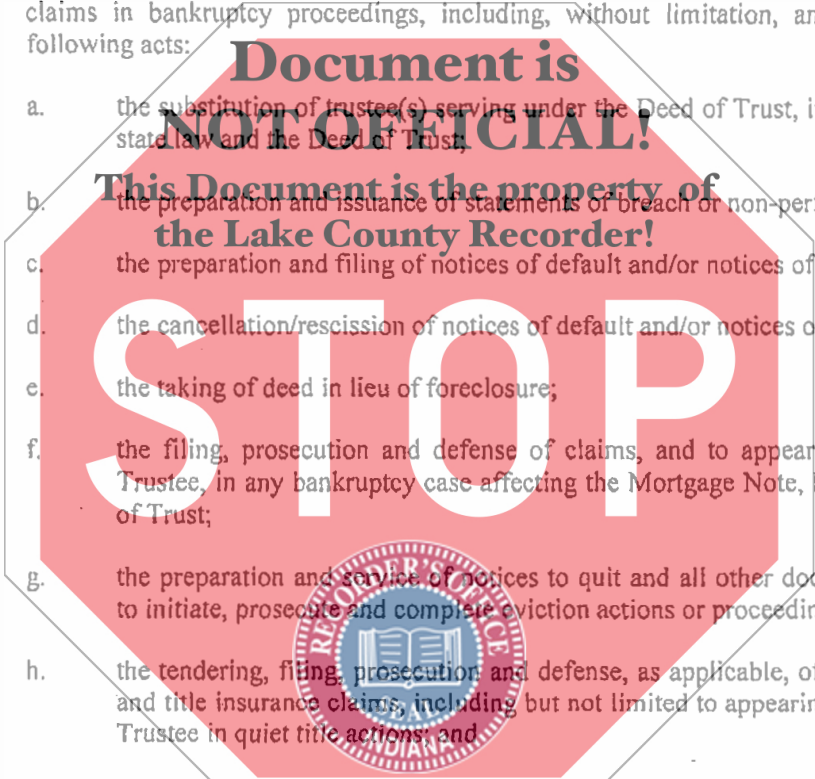 claims in bankruptcy proceedings, including, without limitation,
following acts:
Document is
a. the substitution of trustee(s) serving under the Deed of Trust,
NOT OFFICIAL!
state law and the Deed of Trust;
This Document is the property of
b. the preparation and issuance of statements of breach or
the Lake County Recorder!
c. the preparation and filing of notices of default and/or notices of
d. the cancellation/rescission of notices of default and/or notices
STOP
e. the taking of deed in lieu of foreclosure;
f. the filing, prosecution and defense of claims, and to appear
Trustee, in any bankruptcy case affecting the Mortgage Note,
of Trust;
g. the preparation and service of notices to quit and all other
to initiate, prosecute and complete eviction actions or
RECORDER'S OFFICE
h. the tendering, filing, prosecution and defense, as applicable,
and title insurance claims, including but not limited to
SEAL
Trustee in quiet title actions; and
INDIANA